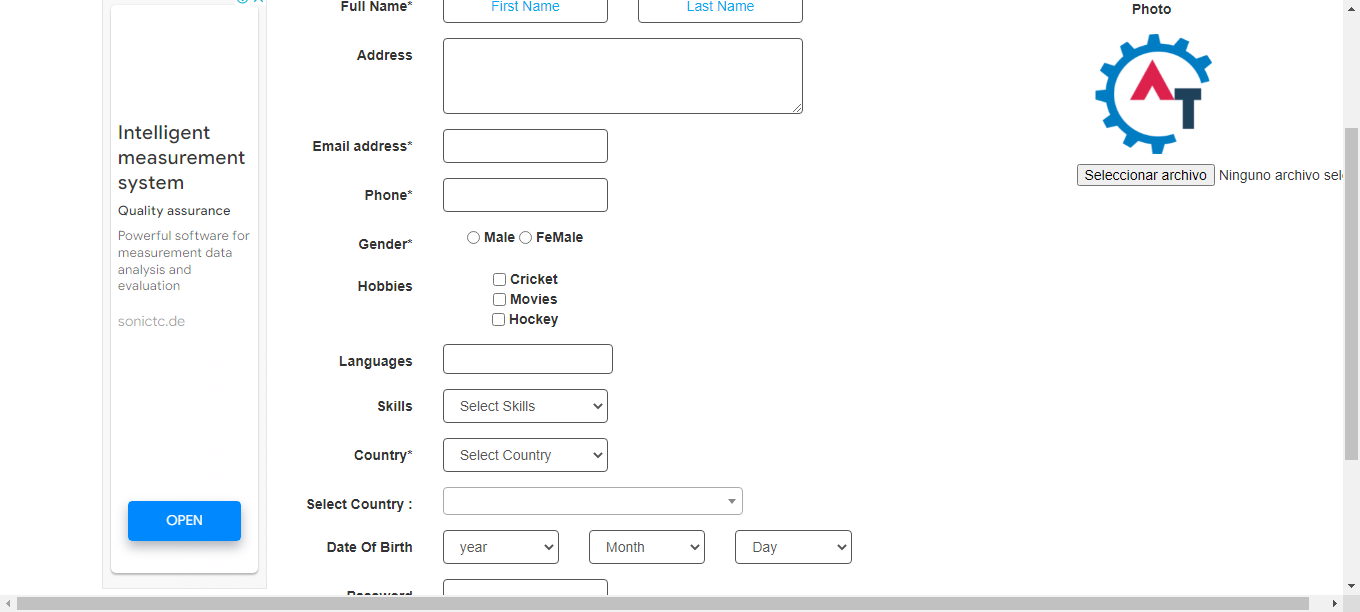 Full Name*
First Name
Last Name
Photo
Address
AT
Intelligent
measurement
system
Quality assurance
Powerful software for
measurement data
analysis and
evaluation
sonictc.de
OPEN
Email address*
Seleccionar archivo Ninguno archivo sel
Phone*
Gender*
Male FeMale
Hobbies
Cricket
Movies
Hockey
Languages
Skills
Select Skills
Country*
Select Country
Select Country :
Date Of Birth
year
Month
Day
Password